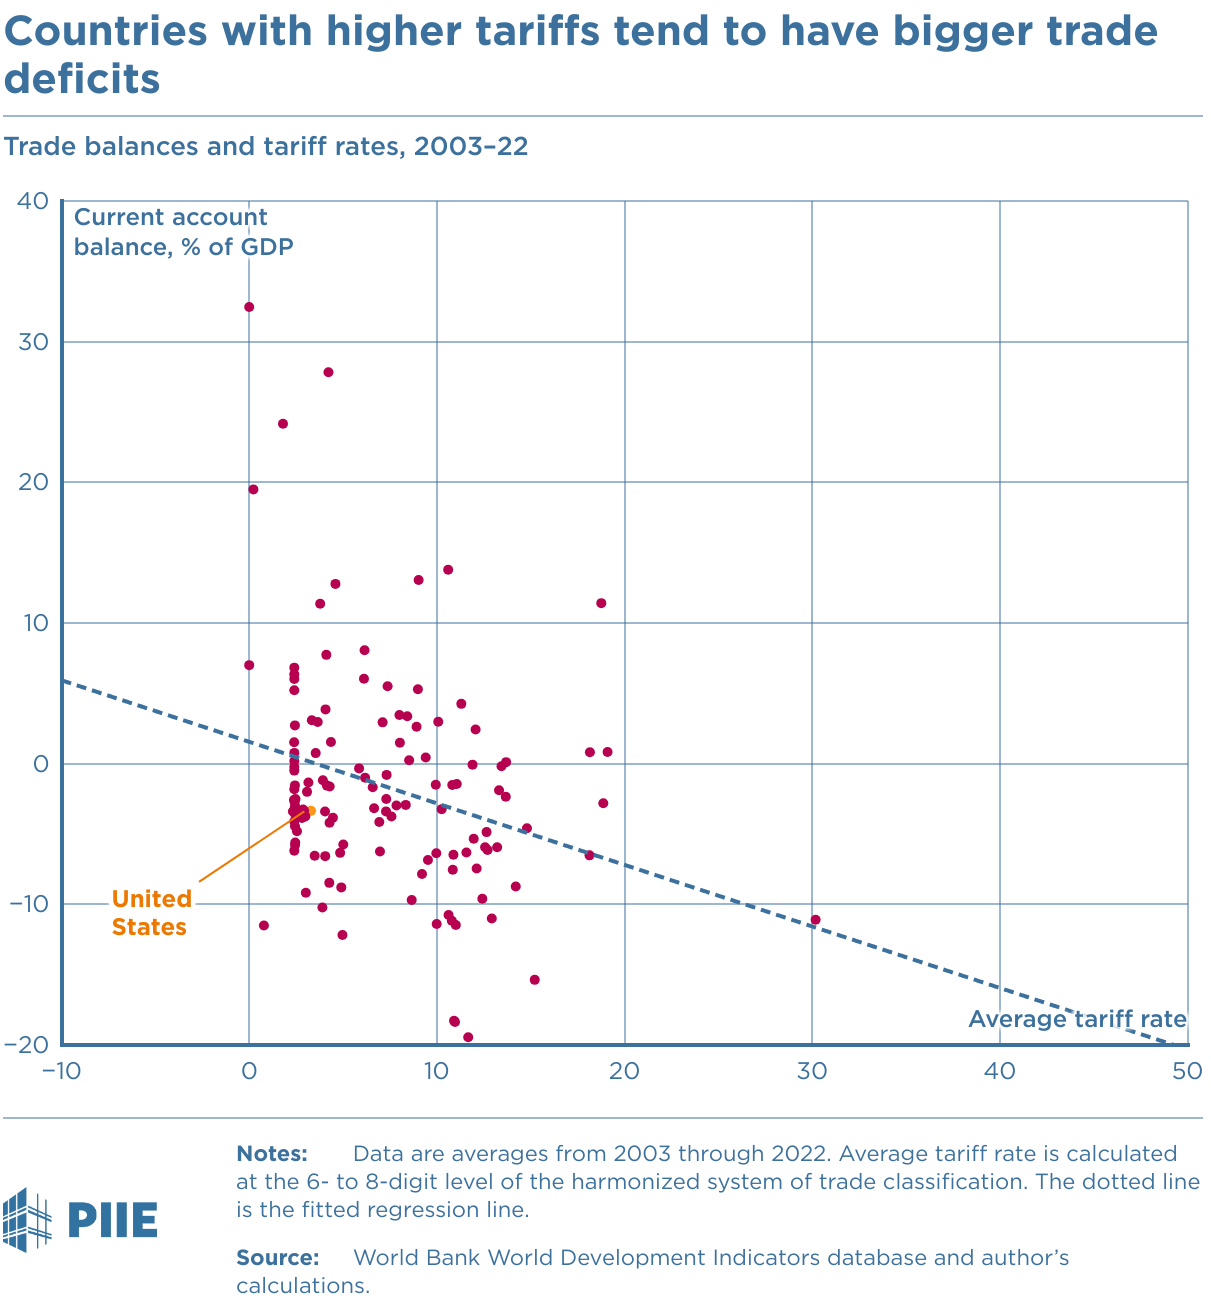 Countries with higher tariffs tend to have bigger trade
deficits
Trade balances and tariff rates, 2003–22
40
Current account
balance, % of GDP
30
20
10
0
−10
United
States
Average tariff rate
−20
−10 0 10 20 30 40 50
Notes: Data are averages from 2003 through 2022. Average tariff rate is calculated
at the 6- to 8-digit level of the harmonized system of trade classification. The dotted line
is the fitted regression line.
PIIE
Source: World Bank World Development Indicators database and author’s
calculations.